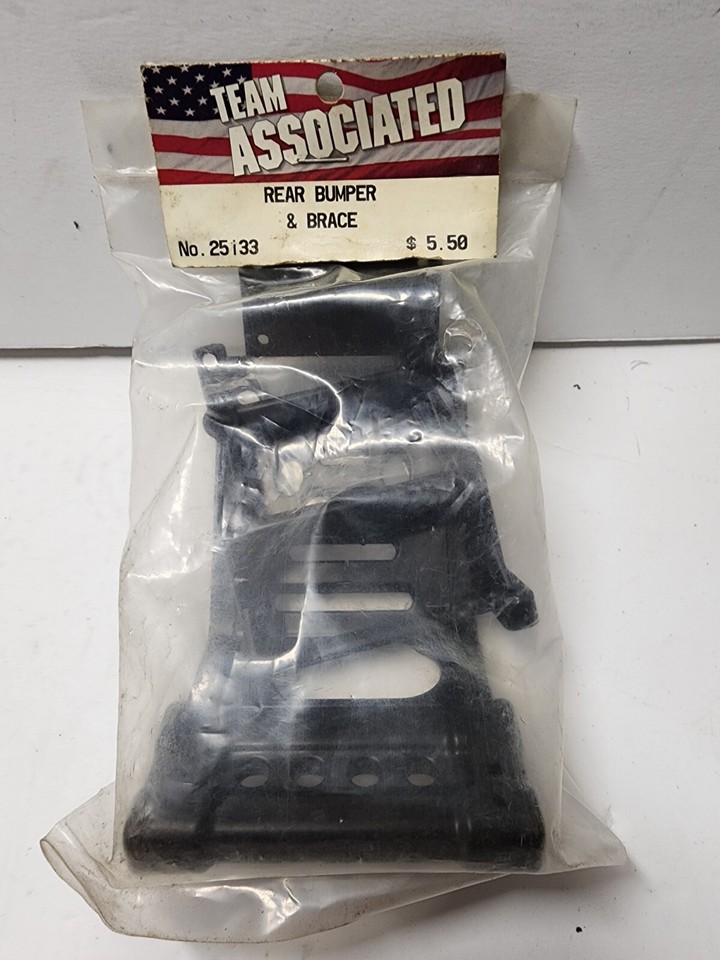 TEAM
ASSOCIATED
REAR BUMPER
& BRACE
No. 25133 $ 5.50